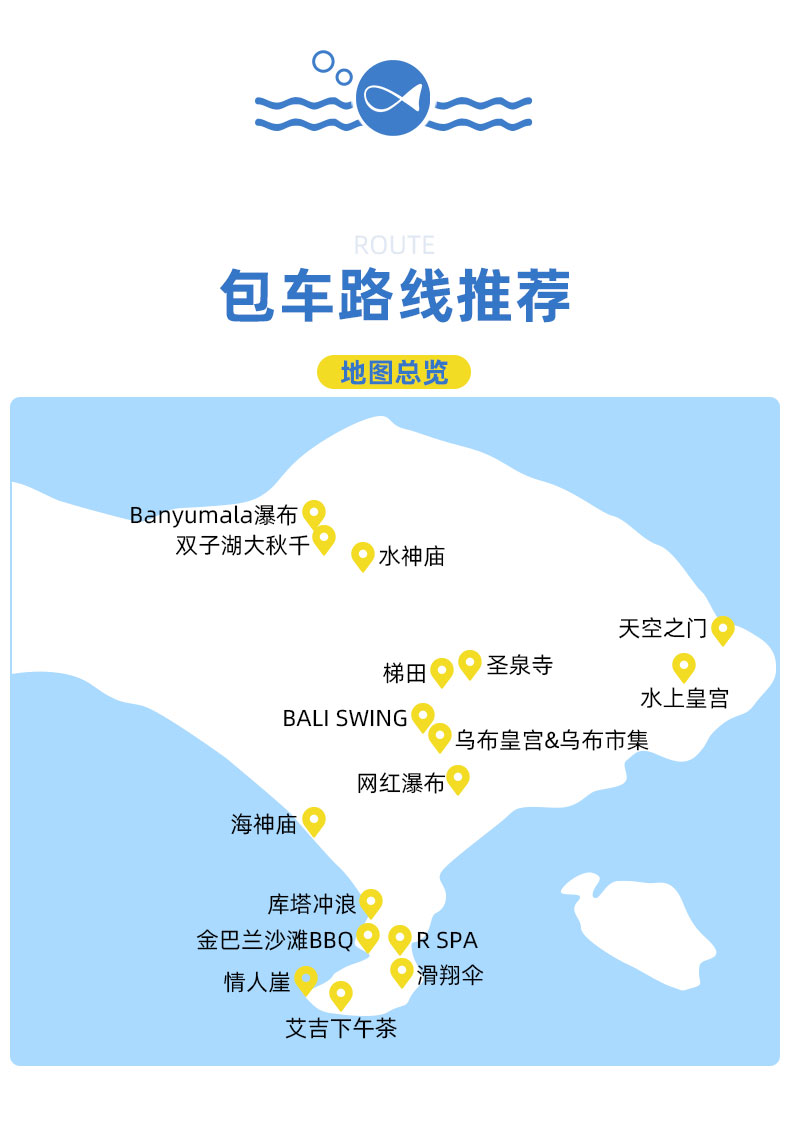 ROUTE
包车路线推荐
地图总览
Banyumala瀑布
双子湖大秋千
水神庙
天空之门
水上皇宫
梯田
圣泉寺
BALI SWING
乌布皇宫&乌布市集
网红瀑布
海神庙
库塔冲浪
金巴兰沙滩BBQ
R SPA
情人崖
滑翔伞
艾吉下午茶